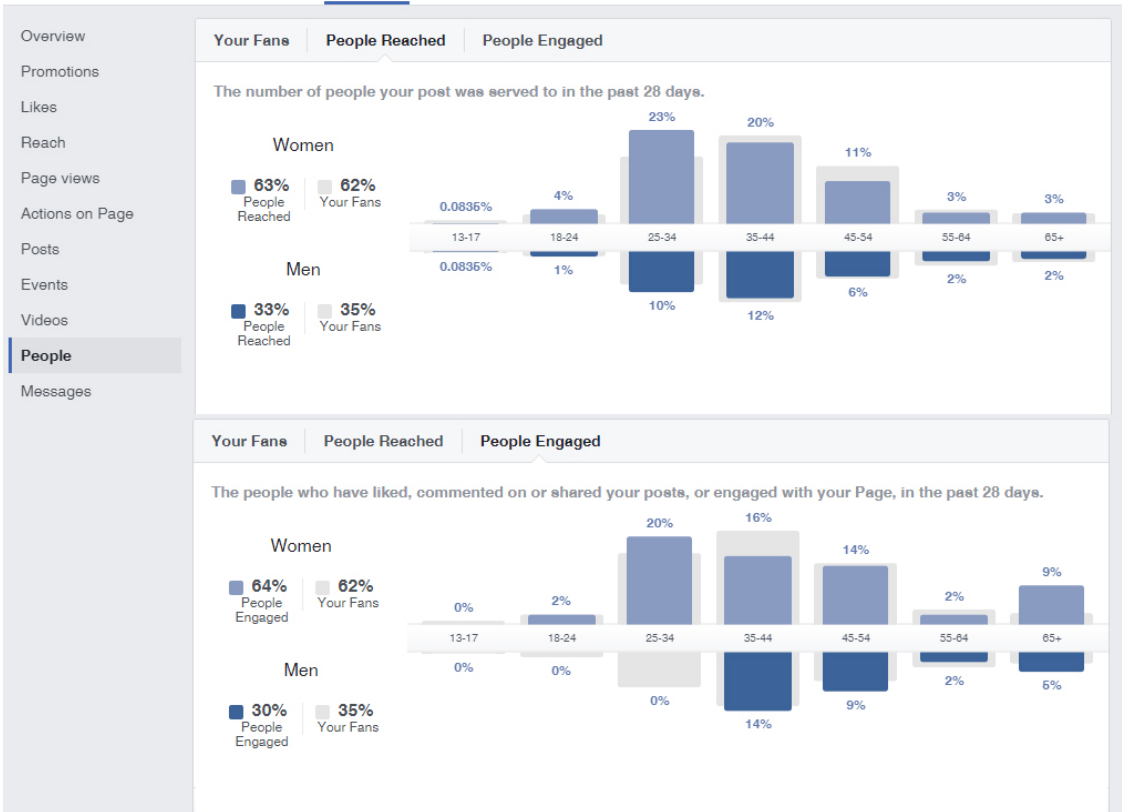 Overview
Promotions
Likes
Reach
Page views
Actions on Page
Posts
Events
Videos
People
Messages
Your Fans People Reached People Engaged
The number of people your post was served to in the past 28 days.
Women
63% 62%
People Your Fans
Reached
Men
33% 35%
People Your Fans
Reached
0.0835% 4% 23% 20% 11% 3% 3%
13-17 18-24 25-34 35-44 45-54 55-64 65+
0.0835% 1% 10% 12% 6% 2% 2%
Your Fans People Reached People Engaged
The people who have liked, commented on or shared your posts, or engaged with your Page, in the past 28 days.
Women
64% 62%
People Your Fans
Engaged
Men
30% 35%
People Your Fans
Engaged
0% 2% 20% 16% 14% 2% 9%
13-17 18-24 25-34 35-44 45-54 55-64 65+
0% 0% 0% 14% 9% 2% 5%